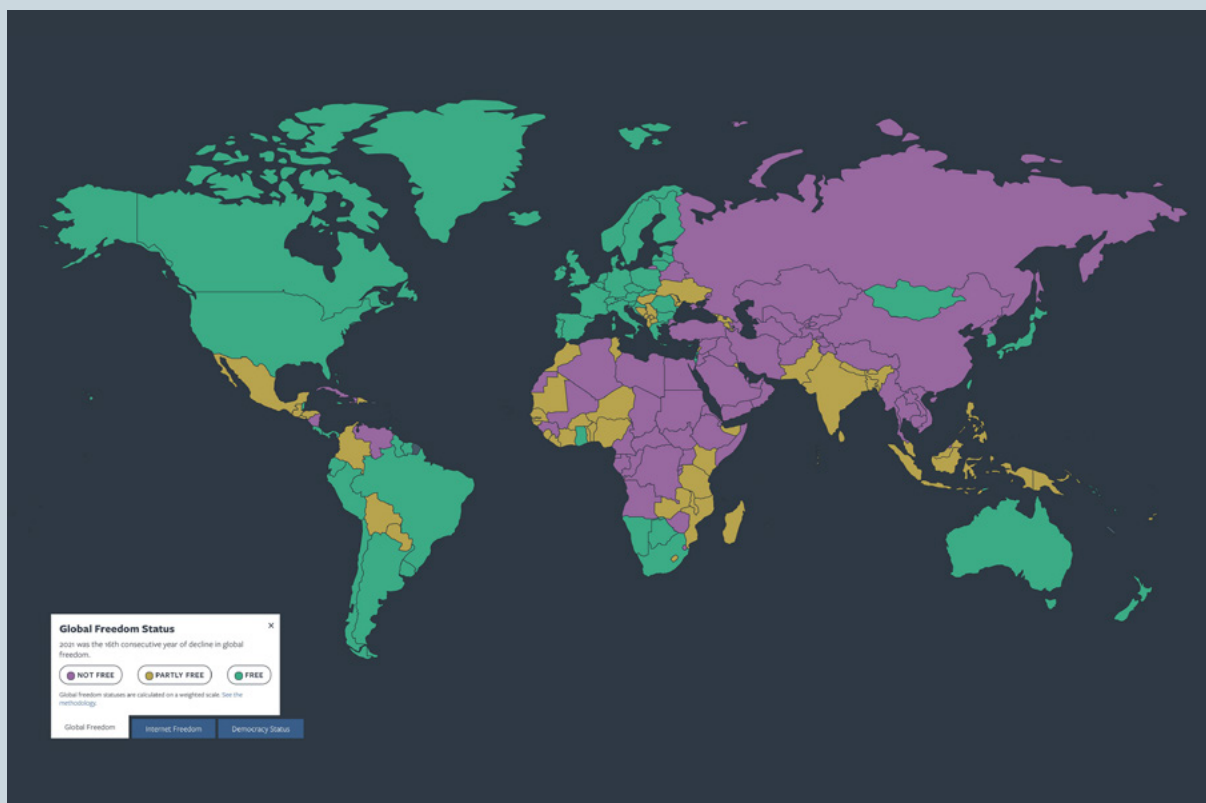 Global Freedom Status
×
2021 was the 16th consecutive year of decline in global
freedom.
NOT FREE
PARTLY FREE
FREE
Global freedom statuses are calculated on a weighted scale. See the
methodology.
Global Freedom
Internet Freedom
Democracy Status